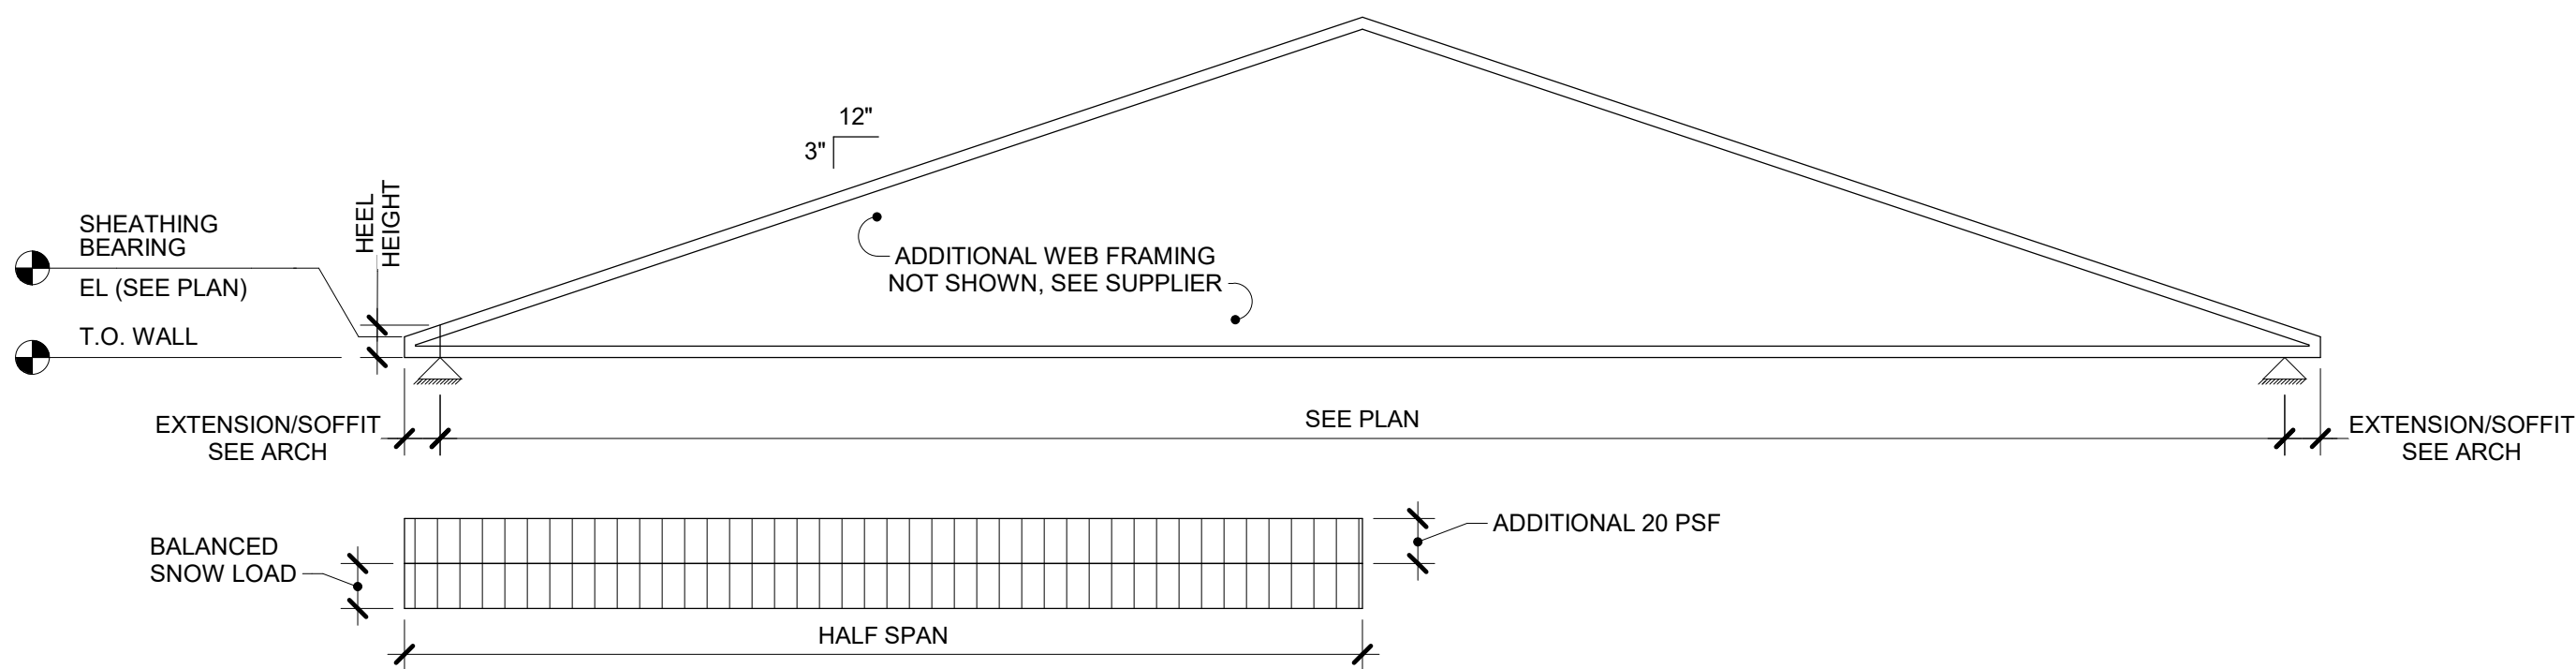 12"
3"
HEEL
HEIGHT
SHEATHING
BEARING
EL (SEE PLAN)
T.O. WALL
ADDITIONAL WEB FRAMING
NOT SHOWN, SEE SUPPLIER
EXTENSION/SOFFIT
SEE ARCH
SEE PLAN
EXTENSION/SOFFIT
SEE ARCH
BALANCED
SNOW LOAD
ADDITIONAL 20 PSF
HALF SPAN